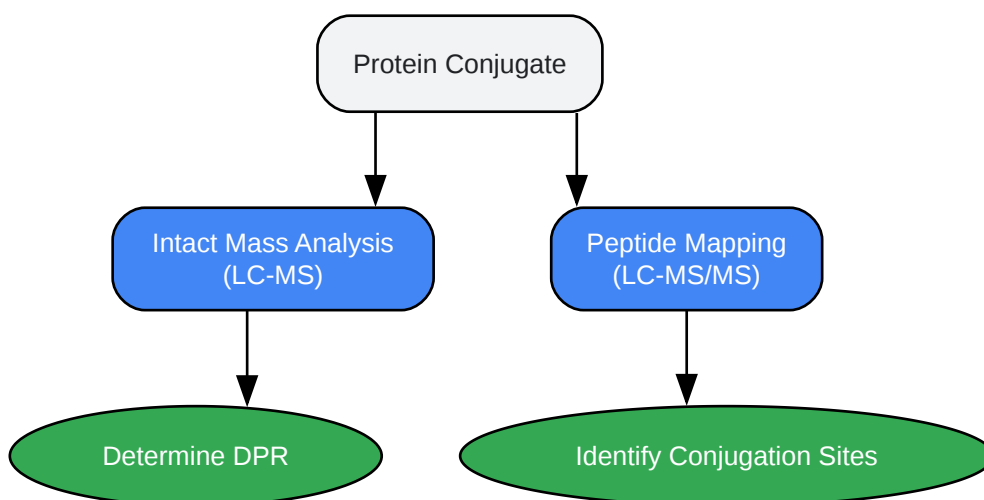 Protein Conjugate
Intact Mass Analysis
(LC-MS)
Peptide Mapping
(LC-MS/MS)
Determine DPR
Identify Conjugation Sites